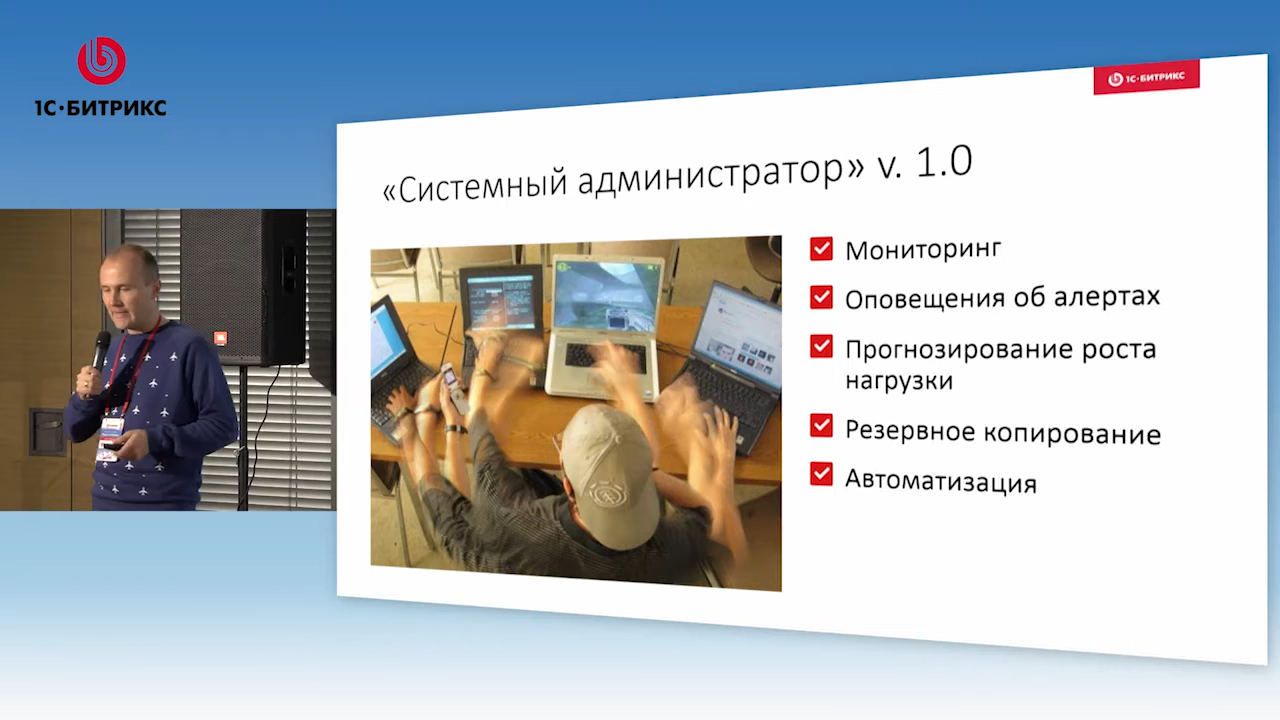 1С·БИТРИКС
1С·БИТРИКС
«Системный администратор» v. 1.0
Мониторинг
Оповещения об алертах
Прогнозирование роста
нагрузки
Резервное копирование
Автоматизация